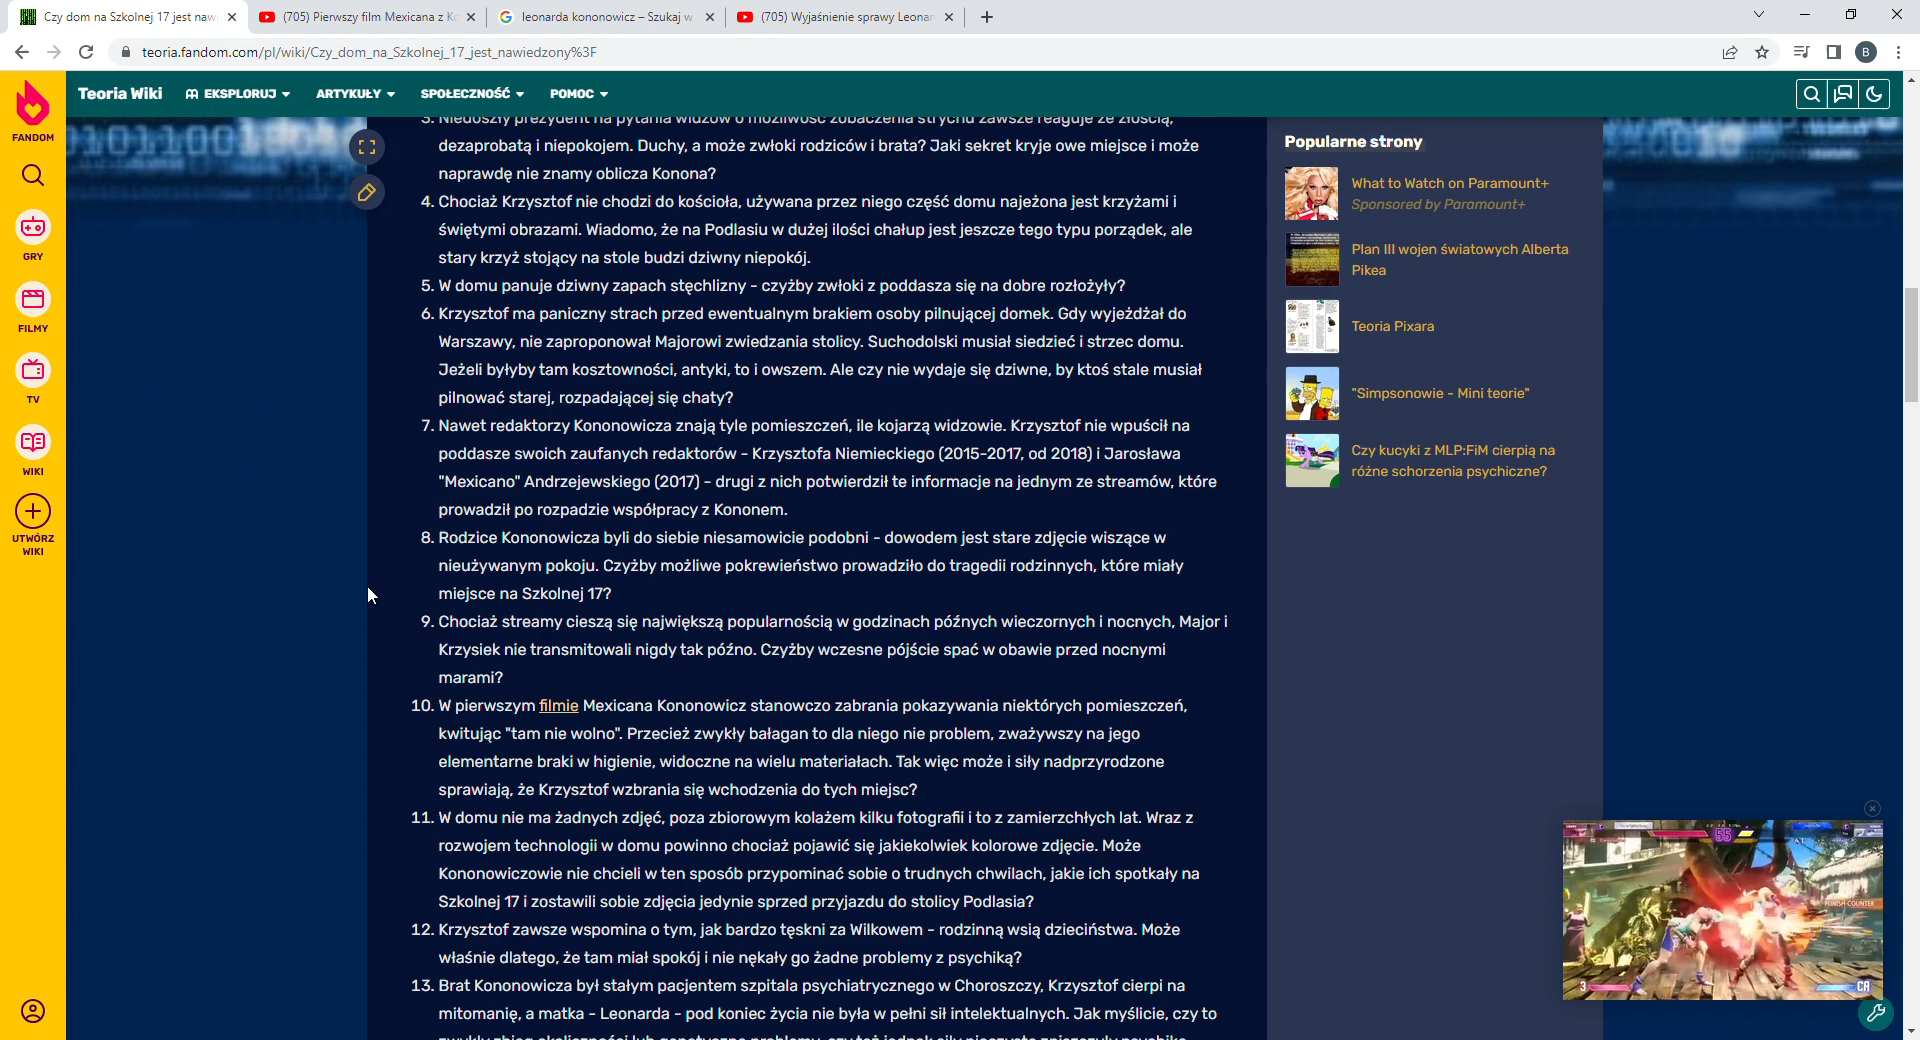 Czy dom na Szkolnej 17 jest naw
(705) Pierwszy film Mexicana z K
leonarda kononowicz – Szukaj w
(705) Wyjaśnienie sprawy Leonar
teoria.fandom.com/pl/wiki/Czy_dom_na_Szkolnej_17_jest_nawiedzony%3F
B
Teoria Wiki
EKSPLORUJ
ARTYKUŁY
SPOŁECZNOŚĆ
POMOC
FANDOM
GRY
FILMY
TV
WIKI
UTWÓRZ
WIKI
3. Niedoszły prezydent na pytania widzów o możliwość zobaczenia strychu zawsze reaguje ze złością,
dezaprobatą i niepokojem. Duchy, a może zwłoki rodziców i brata? Jaki sekret kryje owe miejsce i może
naprawdę nie znamy oblicza Konona?
4. Chociaż Krzysztof nie chodzi do kościoła, używana przez niego część domu najeżona jest krzyżami i
świętymi obrazami. Wiadomo, że na Podlasiu w dużej ilości chałup jest jeszcze tego typu porządek, ale
stary krzyż stojący na stole budzi dziwny niepokój.
5. W domu panuje dziwny zapach stęchlizny - czyżby zwłoki z poddasza się na dobre rozłożyły?
6. Krzysztof ma paniczny strach przed ewentualnym brakiem osoby pilnującej domek. Gdy wyjeżdżał do
Warszawy, nie zaproponował Majorowi zwiedzania stolicy. Suchodolski musiał siedzieć i strzec domu.
Jeżeli byłyby tam kosztowności, antyki, to i owszem. Ale czy nie wydaje się dziwne, by ktoś stale musiał
pilnować starej, rozpadającej się chaty?
7. Nawet redaktorzy Kononowicza znają tyle pomieszczeń, ile kojarzą widzowie. Krzysztof nie wpuścił na
poddasze swoich zaufanych redaktorów - Krzysztofa Niemieckiego (2015-2017, od 2018) i Jarosława
"Mexicano" Andrzejewskiego (2017) - drugi z nich potwierdził te informacje na jednym ze streamów, które
prowadził po rozpadzie współpracy z Kononem.
8. Rodzice Kononowicza byli do siebie niesamowicie podobni - dowodem jest stare zdjęcie wiszące w
nieużywanym pokoju. Czyżby możliwe pokrewieństwo prowadziło do tragedii rodzinnych, które miały
miejsce na Szkolnej 17?
9. Chociaż streamy cieszą się największą popularnością w godzinach późnych wieczornych i nocnych, Major i
Krzysiek nie transmitowali nigdy tak późno. Czyżby wczesne pójście spać w obawie przed nocnymi
marami?
10. W pierwszym filmie Mexicana Kononowicz stanowczo zabrania pokazywania niektórych pomieszczeń,
kwitując "tam nie wolno". Przecież zwykły bałagan to dla niego nie problem, zważywszy na jego
elementarne braki w higienie, widoczne na wielu materiałach. Tak więc może i siły nadprzyrodzone
sprawiają, że Krzysztof wzbrania się wchodzenia do tych miejsc?
11. W domu nie ma żadnych zdjęć, poza zbiorowym kolażem kilku fotografii i to z zamierzchłych lat. Wraz z
rozwojem technologii w domu powinno chociaż pojawić się jakiekolwiek kolorowe zdjęcie. Może
Kononowiczowie nie chcieli w ten sposób przypominać sobie o trudnych chwilach, jakie ich spotkały na
Szkolnej 17 i zostawili sobie zdjęcia jedynie sprzed przyjazdu do stolicy Podlasia?
12. Krzysztof zawsze wspomina o tym, jak bardzo tęskni za Wilkowem - rodzinną wsią dzieciństwa. Może
właśnie dlatego, że tam miał spokój i nie nękały go żadne problemy z psychiką?
13. Brat Kononowicza był stałym pacjentem szpitala psychiatrycznego w Choroszczy, Krzysztof cierpi na
mitomanię, a matka - Leonarda - pod koniec życia nie była w pełni sił intelektualnych. Jak myślicie, czy to
Popularne strony
What to Watch on Paramount+
Sponsored by Paramount+
Plan III wojen światowych Alberta
Pikea
Teoria Pixara
"Simpsonowie - Mini teorie"
Czy kucyki z MLP:FiM cierpią na
różne schorzenia psychiczne?
55
PUNISH COUNTER
3
CA